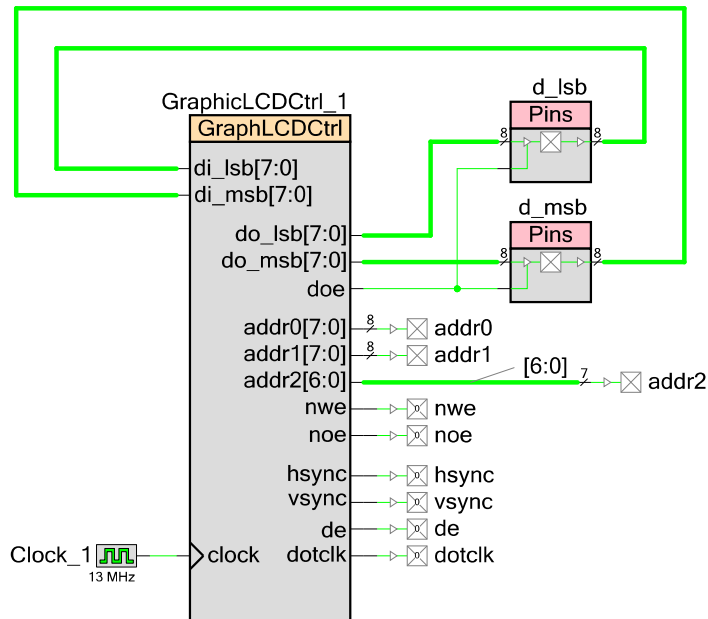 d_lsb
GraphicLCDCtrl_1
Pins
GraphLCDCtrl
8 8
di_lsb[7:0]
di_msb[7:0]
d_msb
do_lsb[7:0] Pins
do_msb[7:0] 8 8
doe
addr0[7:0] 8 addr0
addr1[7:0] 8 addr1
addr2[6:0] [6:0] 7 addr2
nwe 0 nwe
noe 0 noe
hsync 0 hsync
vsync 0 vsync
de 0 de
Clock_1 clock dotclk 0 dotclk
13 MHz